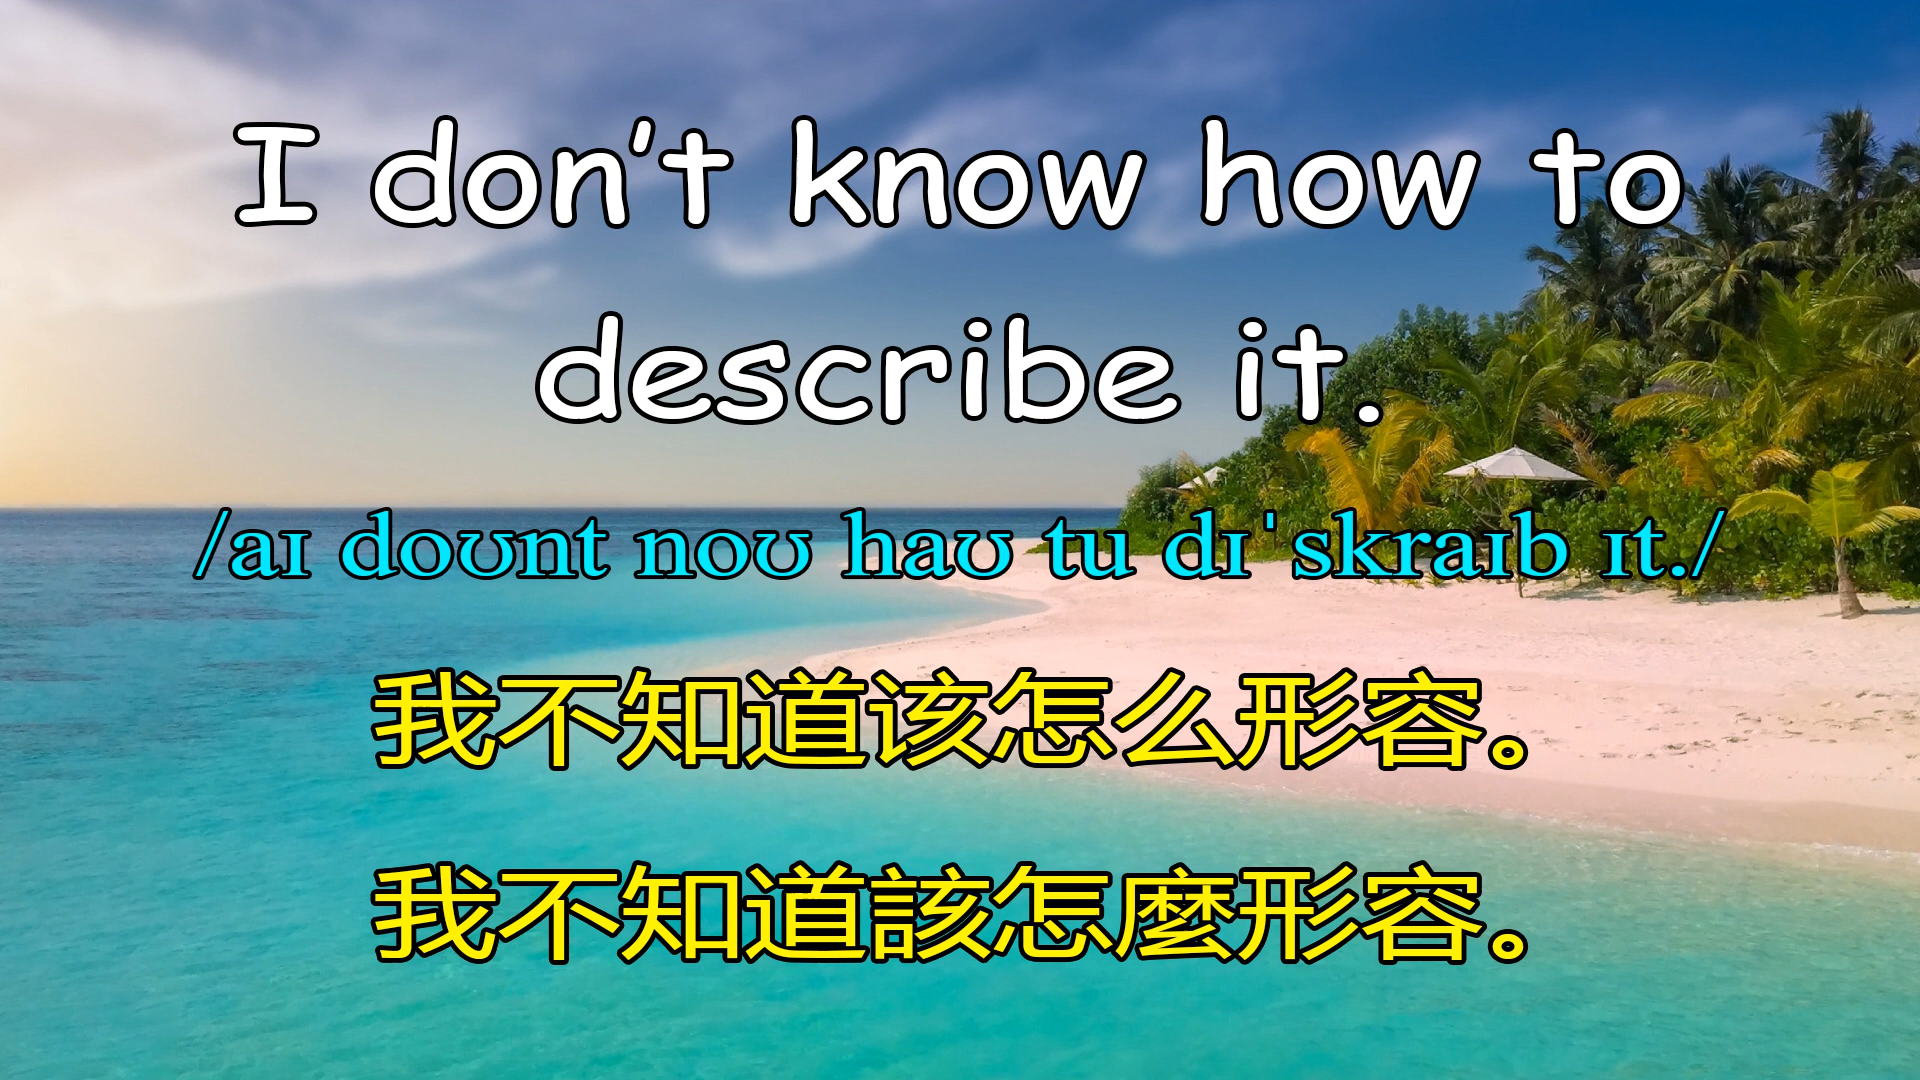 I don't know how to
describe it.
/aɪ doʊnt noʊ haʊ tu dɪˈskraɪb ɪt./
我不知道该怎么形容。
我不知道該怎麼形容。